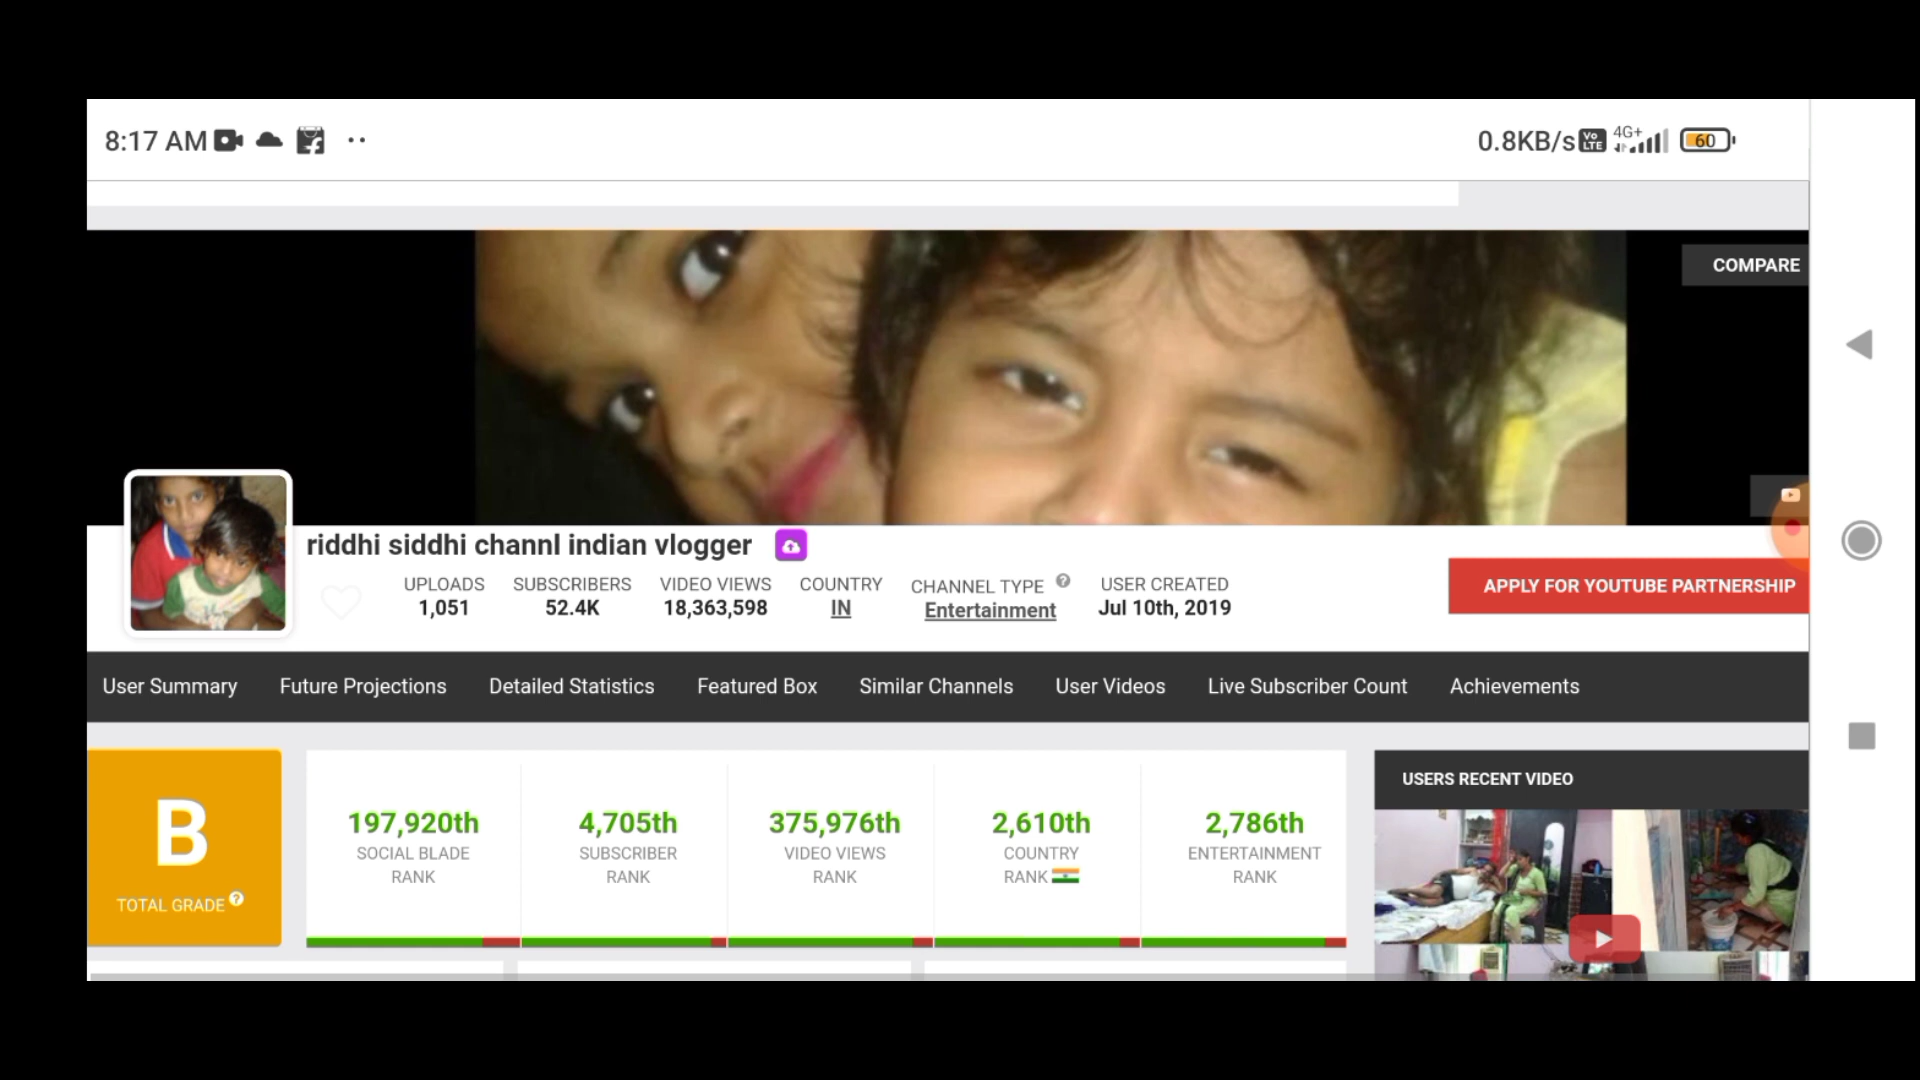 8:17 AM
0.8KB/s Vo LTE 4G+ 60
COMPARE
riddhi siddhi channl indian vlogger
UPLOADS SUBSCRIBERS VIDEO VIEWS COUNTRY CHANNEL TYPE ? USER CREATED
1,051 52.4K 18,363,598 IN Entertainment Jul 10th, 2019
APPLY FOR YOUTUBE PARTNERSHIP
User Summary Future Projections Detailed Statistics Featured Box Similar Channels User Videos Live Subscriber Count Achievements
B
TOTAL GRADE ?
197,920th 4,705th 375,976th 2,610th 2,786th
SOCIAL BLADE SUBSCRIBER VIDEO VIEWS COUNTRY ENTERTAINMENT
RANK RANK RANK RANK RANK
USERS RECENT VIDEO